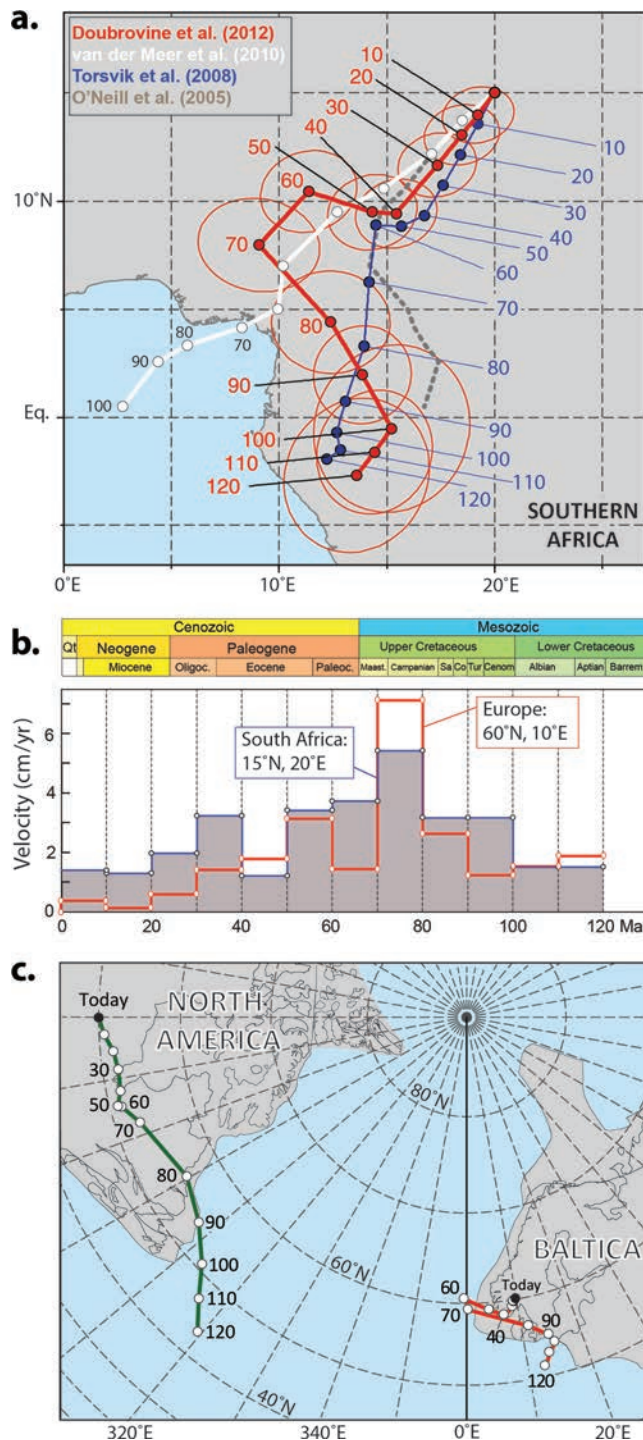 a.
Doubrovine et al. (2012)
van der Meer et al. (2010)
Torsvik et al. (2008)
O'Neill et al. (2005)
10
20
30
40
50
60
70
80
90
100
110
120
10
20
30
40
50
60
70
80
90
100
110
120
70
80
90
100
10°N
Eq.
SOUTHERN
AFRICA
0°E
10°E
20°E
b.
Cenozoic
Mesozoic
Qt
Neogene
Paleogene
Upper Cretaceous
Lower Cretaceous
Miocene
Oligoc.
Eocene
Paleoc.
Maast.
Campanian
Sa
Co
Tur
Cenom
Albian
Aptian
Barrem
Velocity (cm/yr)
6
4
2
0
South Africa:
15°N, 20°E
Europe:
60°N, 10°E
0
20
40
60
80
100
120 Ma
c.
Today
NORTH
AMERICA
30
50
60
70
80
90
100
110
120
80°N
60°N
40°N
BALTICA
Today
60
70
40
90
120
320°E
340°E
0°E
20°E